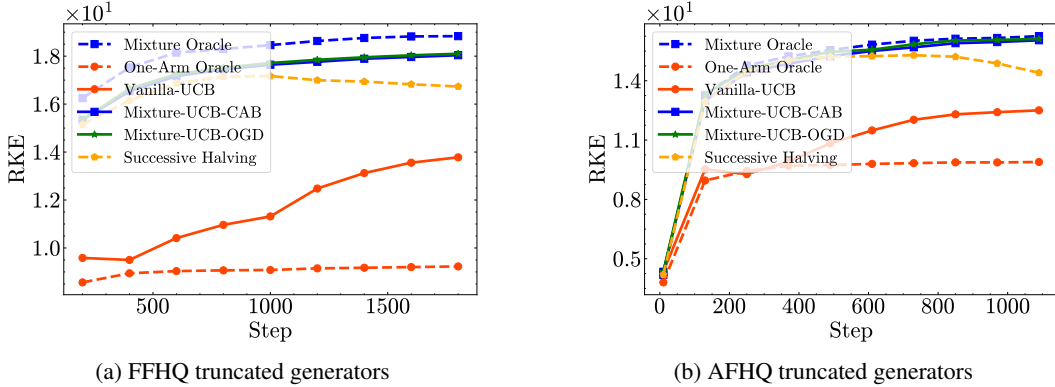 ×10¹
1.8
1.6
1.4
1.2
1.0
RKE
500
1000
1500
Step
Mixture Oracle
One-Arm Oracle
Vanilla-UCB
Mixture-UCB-CAB
Mixture-UCB-OGD
Successive Halving
(a) FFHQ truncated generators
×10¹
1.4
1.1
0.8
0.5
RKE
0
200
400
600
800
1000
Step
Mixture Oracle
One-Arm Oracle
Vanilla-UCB
Mixture-UCB-CAB
Mixture-UCB-OGD
Successive Halving
(b) AFHQ truncated generators